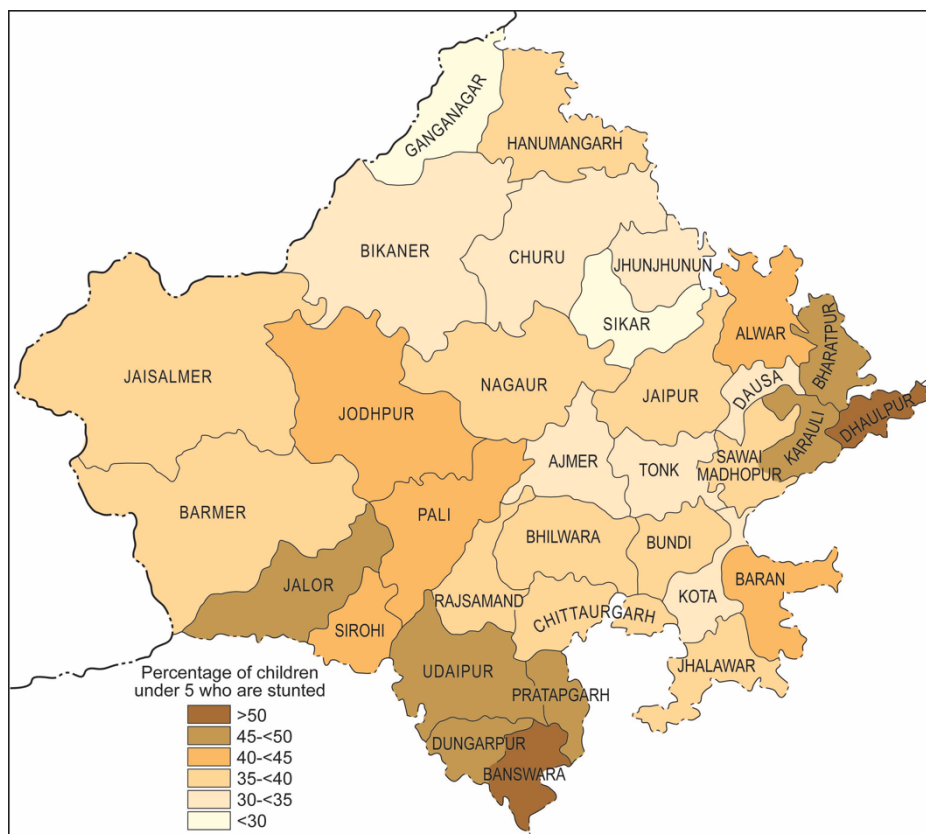 GANGANAGAR
HANUMANGARH
BIKANER
CHURU
JHUNJHUNUN
SIKAR
ALWAR
BHARATPUR
JAISALMER
NAGAUR
JAIPUR
DAUSA
DHAULPUR
JODHPUR
KARAULI
AJMER
TONK
SAWAI
MADHOPUR
BARMER
PALI
BHILWARA
BUNDI
JALOR
BARAN
RAJSAMAND
KOTA
CHITTAURGARH
SIROHI
UDAIPUR
JHALAWAR
PRATAPGARH
DUNGARPUR
BANSWARA
Percentage of children
under 5 who are stunted
>50
45-<50
40-<45
35-<40
30-<35
<30